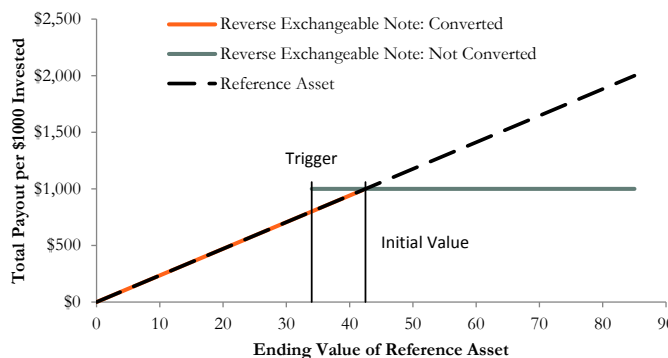 $2,500
$2,000
$1,500
$1,000
$500
$0
Total Payout per $1000 Invested
Reverse Exchangeable Note: Converted
Reverse Exchangeable Note: Not Converted
Reference Asset
Trigger
Initial Value
0 10 20 30 40 50 60 70 80 90
Ending Value of Reference Asset